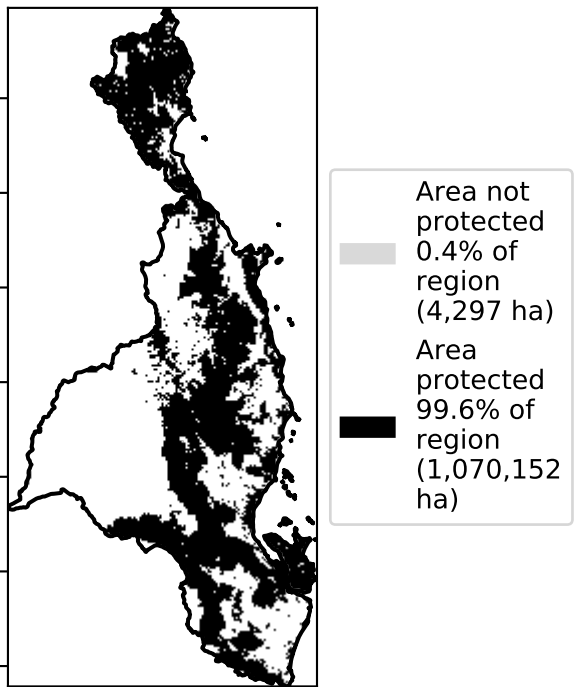 Area not
protected
0.4% of
region
(4,297 ha)
Area
protected
99.6% of
region
(1,070,152
ha)